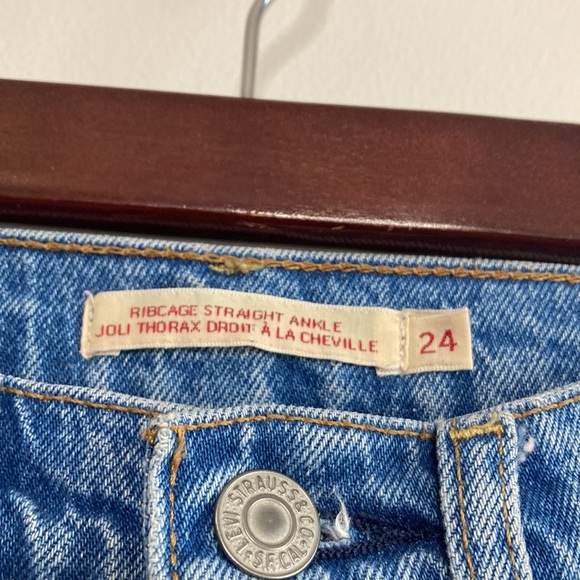 RIBCAGE STRAIGHT ANKLE
JOLI THORAX DROIT À LA CHEVILLE
24
LEVI STRAUSS & CO. S.F. CAL